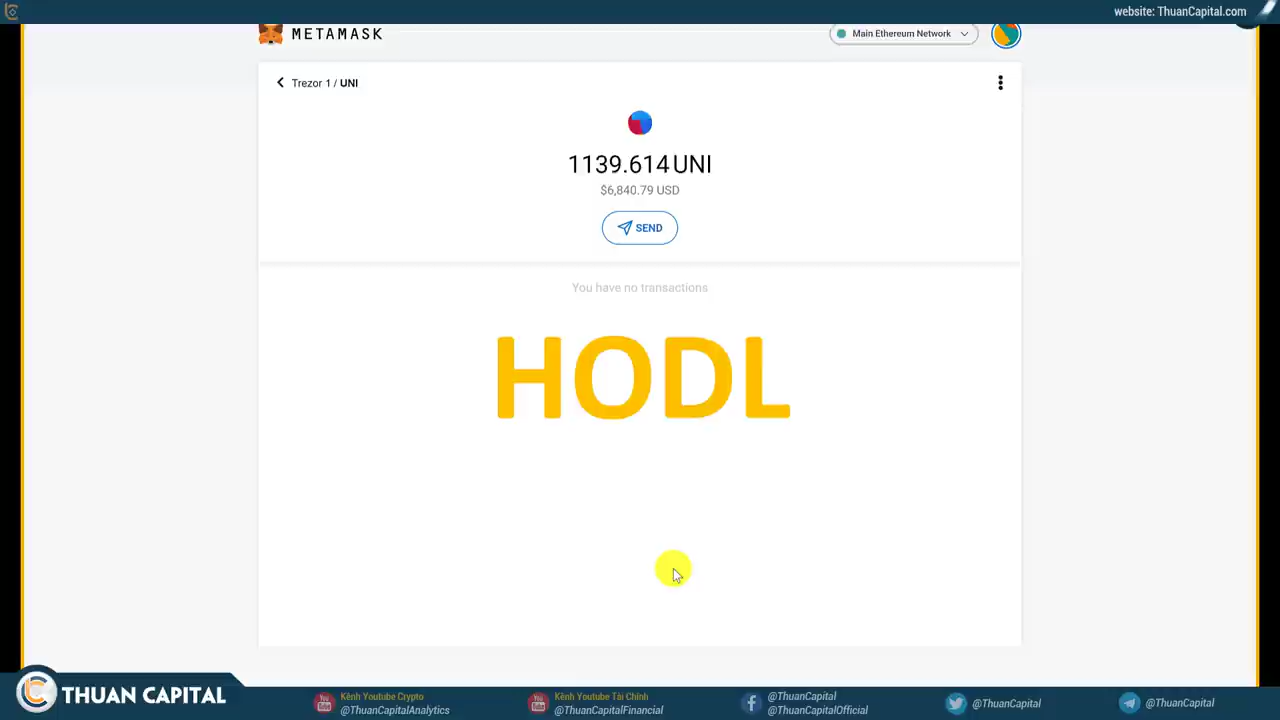 website: ThuanCapital.com
METAMASK
Main Ethereum Network
Trezor 1 / UNI
1139.614 UNI
$6,840.79 USD
SEND
You have no transactions
HODL
THUAN CAPITAL
Kênh Youtube Crypto
@ThuanCapitalAnalytics
Kênh Youtube Tài Chính
@ThuanCapitalFinancial
@ThuanCapital
@ThuanCapitalOfficial
@ThuanCapital
@ThuanCapital